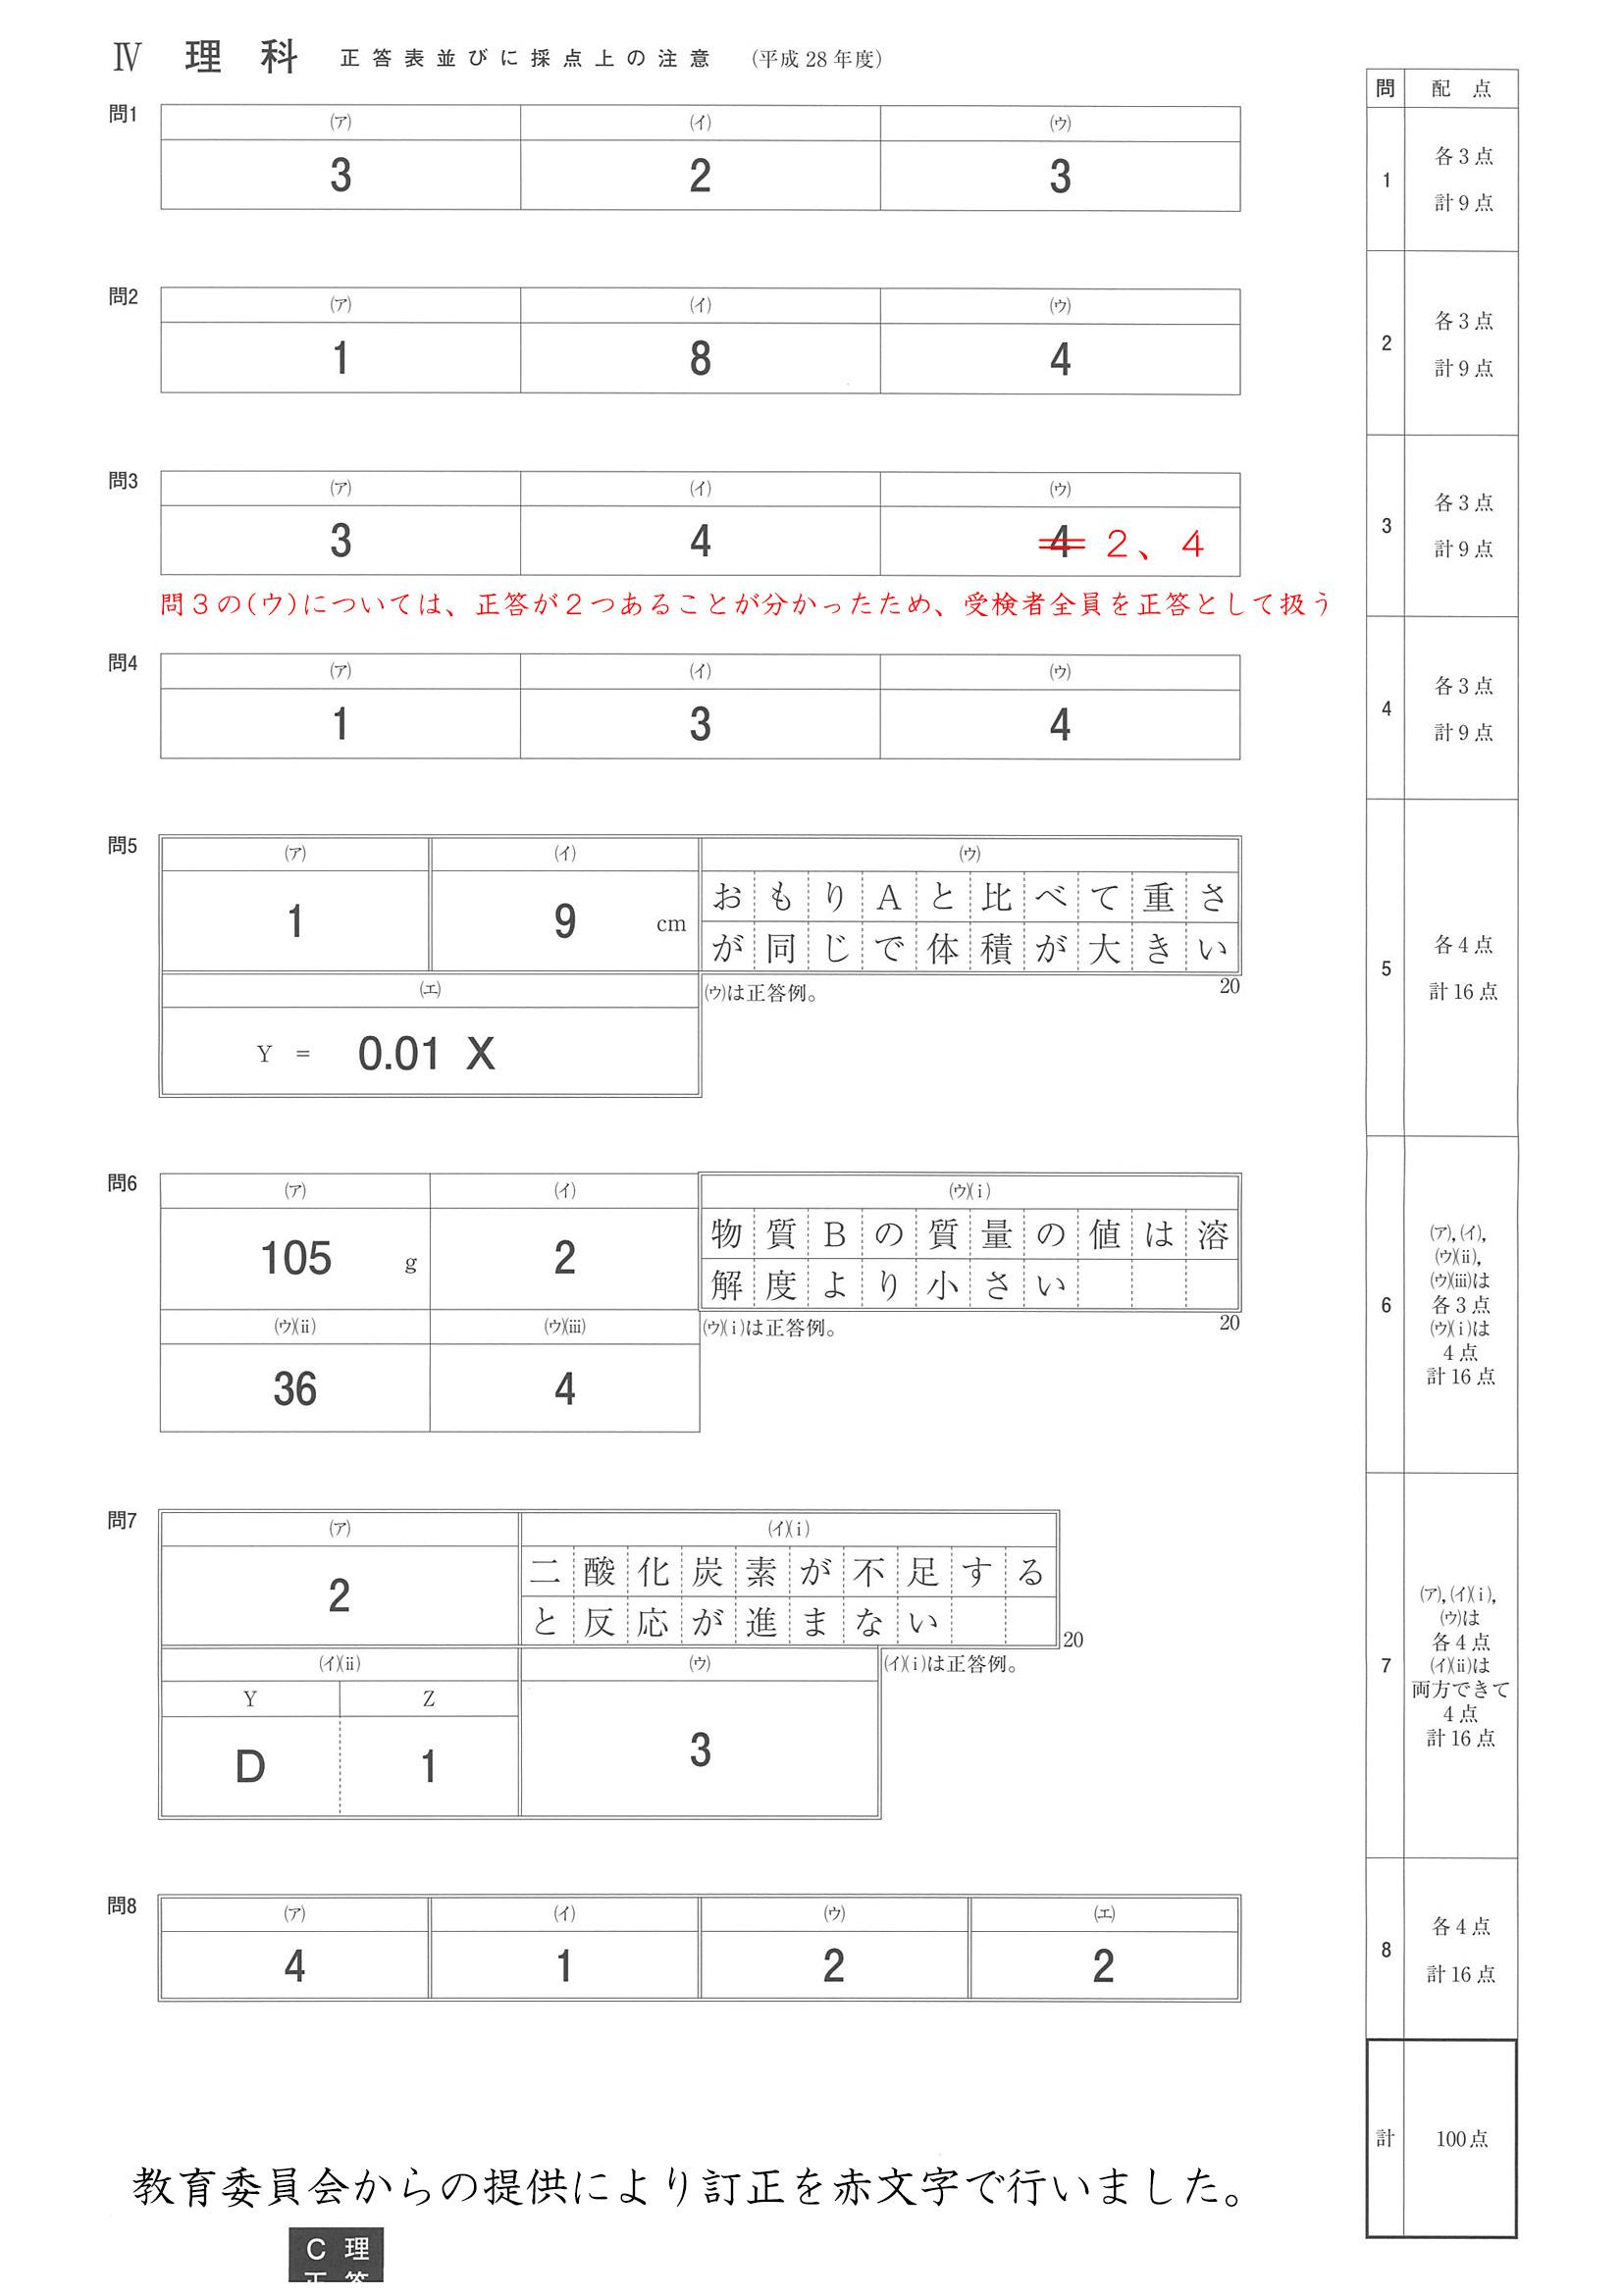 Ⅳ 理科 正答表並びに採点上の注意 (平成28年度)
問 配点
問1
(ア) (イ) (ウ)
3 2 3
1 各3点 計9点
問2
(ア) (イ) (ウ)
1 8 4
2 各3点 計9点
問3
(ア) (イ) (ウ)
3 4 4 2、4
3 各3点 計9点
問3の(ウ)については、正答が2つあることが分かったため、受検者全員を正答として扱う
問4
(ア) (イ) (ウ)
1 3 4
4 各3点 計9点
問5
(ア) (イ) (ウ)
1 9 cm
おもりAと比べて重さ
が同じで体積が大きい
20
(ウ)は正答例。
(エ)
Y = 0.01 X
5 各4点 計16点
問6
(ア) (イ) (ウ)(ⅰ)
105 g 2
物質Bの質量の値は溶
解度より小さい
20
(ウ)(ⅰ)は正答例。
(ウ)(ⅱ) (ウ)(ⅲ)
36 4
6
(ア),(イ),
(ウ)(ⅱ),
(ウ)(ⅲ)は
各3点
(ウ)(ⅰ)は
4点
計16点
問7
(ア) (イ)(ⅰ)
2
二酸化炭素が不足する
と反応が進まない
20
(イ)(ⅰ)は正答例。
(イ)(ⅱ) (ウ)
Y Z
D 1 3
7
(ア),(イ)(ⅰ),
(ウ)は
各4点
(イ)(ⅱ)は
両方できて
4点
計16点
問8
(ア) (イ) (ウ) (エ)
4 1 2 2
8 各4点 計16点
計 100点
教育委員会からの提供により訂正を赤文字で行いました。
C 理
正 答